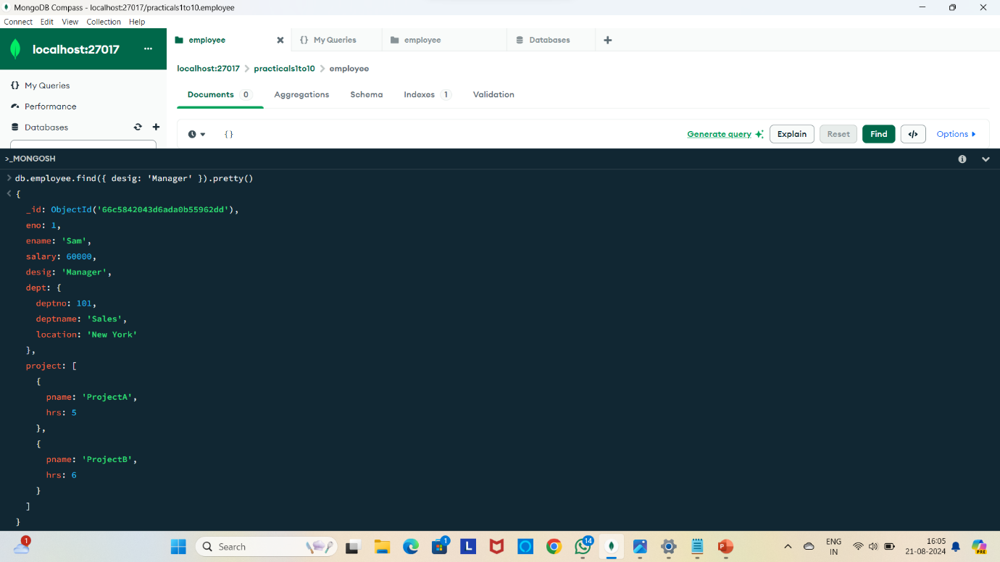 MongoDB Compass - localhost:27017/practicals1to10.employee
Connect Edit View Collection Help
localhost:27017 ...
employee My Queries employee Databases
localhost:27017 > practicals1to10 > employee
My Queries
Performance
Databases
Documents 0 Aggregations Schema Indexes 1 Validation
{} Generate query Explain Reset Find </> Options
>_MONGOSH
> db.employee.find({ desig: 'Manager' }).pretty()
< {
_id: ObjectId('66c5842043d6ada0b55962dd'),
eno: 1,
ename: 'Sam',
salary: 60000,
desig: 'Manager',
dept: {
deptno: 101,
deptname: 'Sales',
location: 'New York'
},
project: [
{
pname: 'ProjectA',
hrs: 5
},
{
pname: 'ProjectB',
hrs: 6
}
]
}
1
Search
1
L
14
ENG
IN
16:05
21-08-2024
PRE